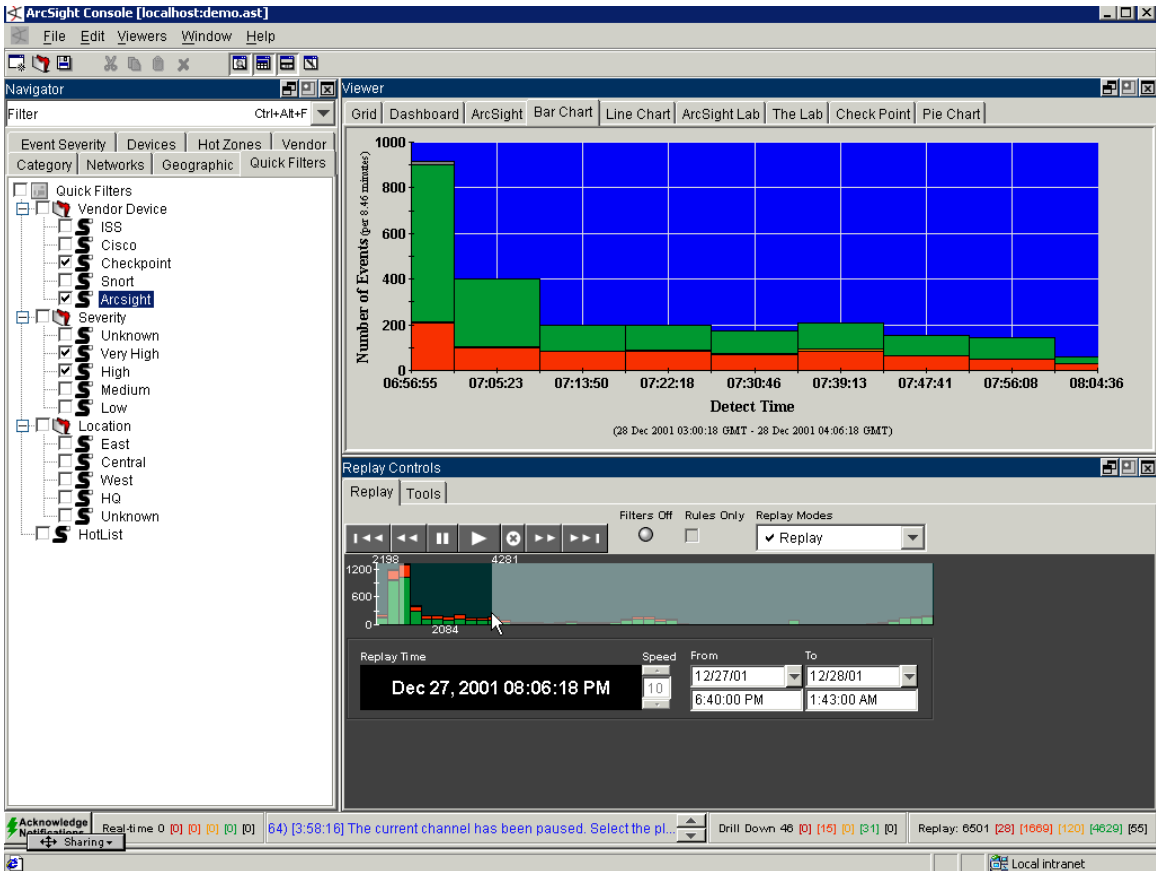 ArcSight Console [localhost:demo.ast]
File Edit Viewers Window Help
Navigator
Filter Ctrl+Alt+F
Event Severity Devices Hot Zones Vendor
Category Networks Geographic Quick Filters
Quick Filters
Vendor Device
ISS
Cisco
Checkpoint
Snort
Arcsight
Severity
Unknown
Very High
High
Medium
Low
Location
East
Central
West
HQ
Unknown
HotList
Viewer
Grid Dashboard ArcSight Bar Chart Line Chart ArcSight Lab The Lab Check Point Pie Chart
Number of Events (per 8.46 minutes)
1000
800
600
400
200
0
06:56:55 07:05:23 07:13:50 07:22:18 07:30:46 07:39:13 07:47:41 07:56:08 08:04:36
Detect Time
(28 Dec 2001 03:00:18 GMT - 28 Dec 2001 04:06:18 GMT)
Replay Controls
Replay Tools
Filters Off Rules Only Replay Modes
Replay
2198 4281
1200
600
0
2084
Replay Time Speed From To
Dec 27, 2001 08:06:18 PM 10 12/27/01 12/28/01
6:40:00 PM 1:43:00 AM
Acknowledge
Notifications
Real-time 0 [0] [0] [0] [0] [0] 64) [3:58:16] The current channel has been paused. Select the pl... Drill Down 46 [0] [15] [0] [31] [0] Replay: 6501 [28] [1669] [120] [4629] [55]
Sharing
Local intranet